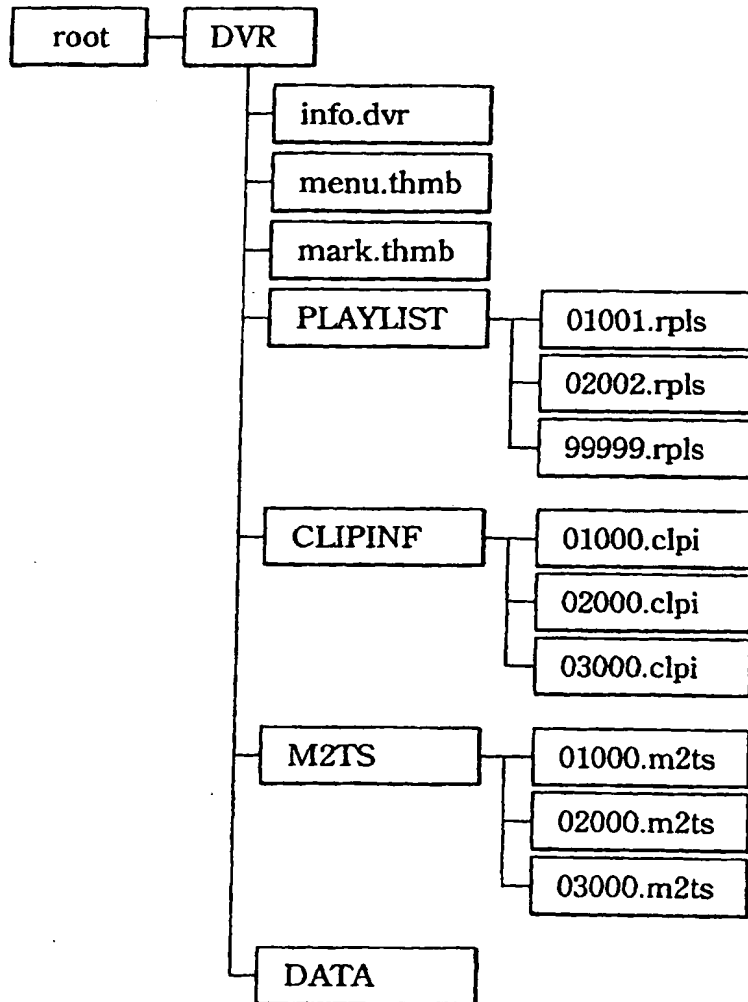 root DVR
info.dvr
menu.thmb
mark.thmb
PLAYLIST 01001.rpls
02002.rpls
99999.rpls
CLIPINF 01000.clpi
02000.clpi
03000.clpi
M2TS 01000.m2ts
02000.m2ts
03000.m2ts
DATA